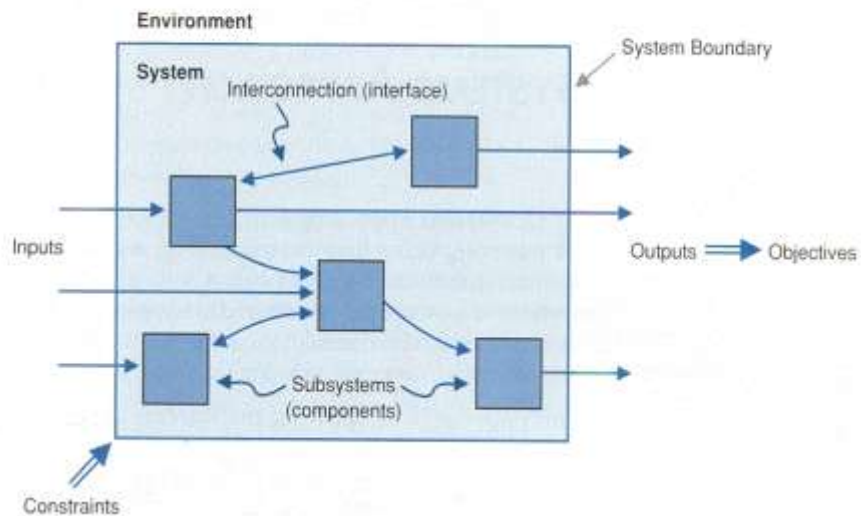 Environment
System Boundary
System
Interconnection (interface)
Inputs
Outputs
Objectives
Subsystems
(components)
Constraints